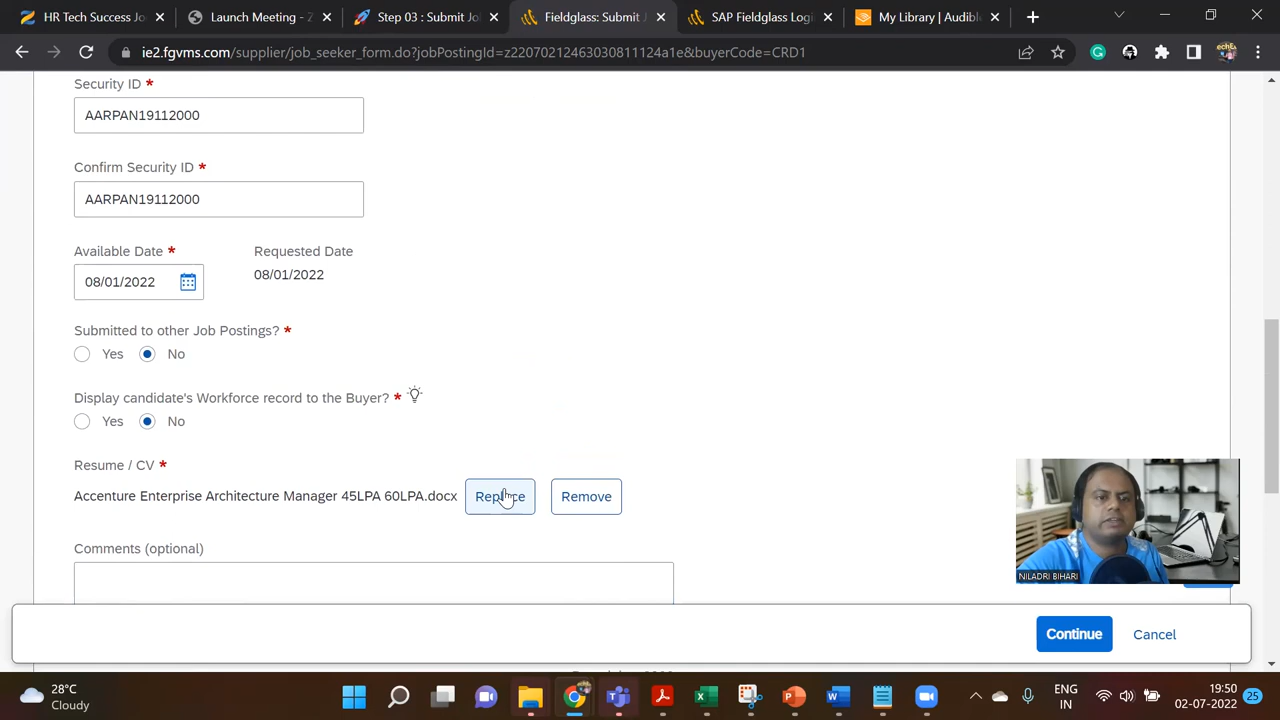 HR Tech Success Joi
Launch Meeting - Z
Step 03 : Submit Job
Fieldglass: Submit J
SAP Fieldglass Logi
My Library | Audible
ie2.fgvms.com/supplier/job_seeker_form.do?jobPostingId=z22070212463030811124a1e&buyerCode=CRD1
Security ID *
AARPAN19112000
Confirm Security ID *
AARPAN19112000
Available Date *
Requested Date
08/01/2022
08/01/2022
Submitted to other Job Postings? *
Yes No
Display candidate's Workforce record to the Buyer? *
Yes No
Resume / CV *
Accenture Enterprise Architecture Manager 45LPA 60LPA.docx
Replace
Remove
Comments (optional)
NILADRI BIHARI
Continue
Cancel
28°C
Cloudy
ENG
IN
19:50
02-07-2022
25